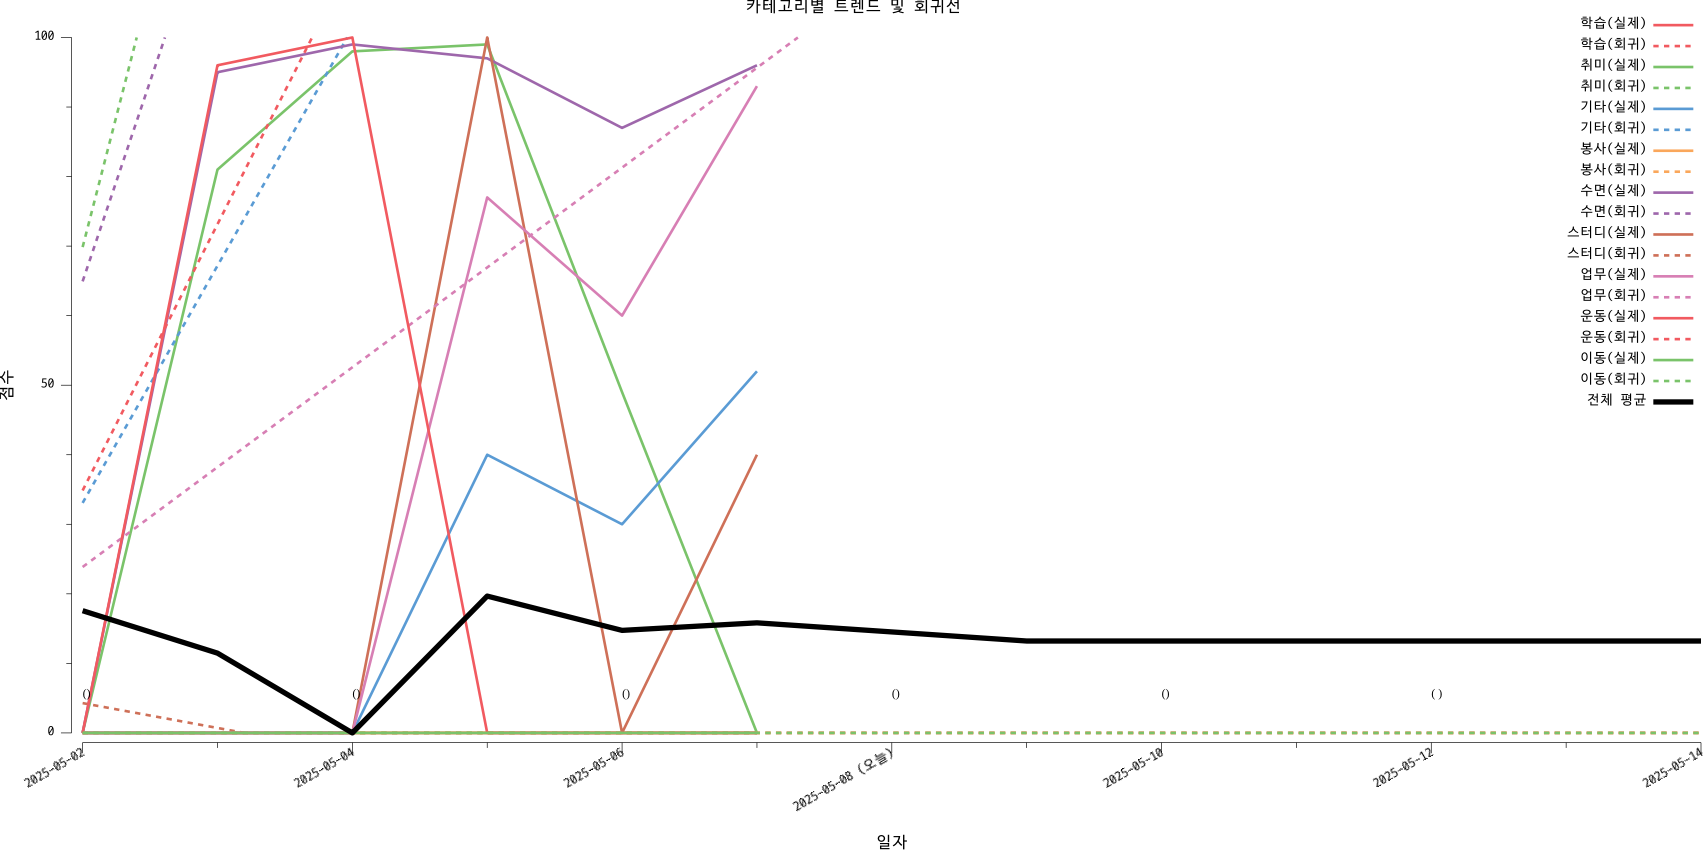 카테고리별 트렌드 및 회귀선
학습(실제)
학습(회귀)
취미(실제)
취미(회귀)
기타(실제)
기타(회귀)
봉사(실제)
봉사(회귀)
수면(실제)
수면(회귀)
스터디(실제)
스터디(회귀)
업무(실제)
업무(회귀)
운동(실제)
운동(회귀)
이동(실제)
이동(회귀)
전체 평균
점수
100
50
0
() () () () () ()
2025-05-02 2025-05-04 2025-05-06 2025-05-08 (오늘) 2025-05-10 2025-05-12 2025-05-14
일자